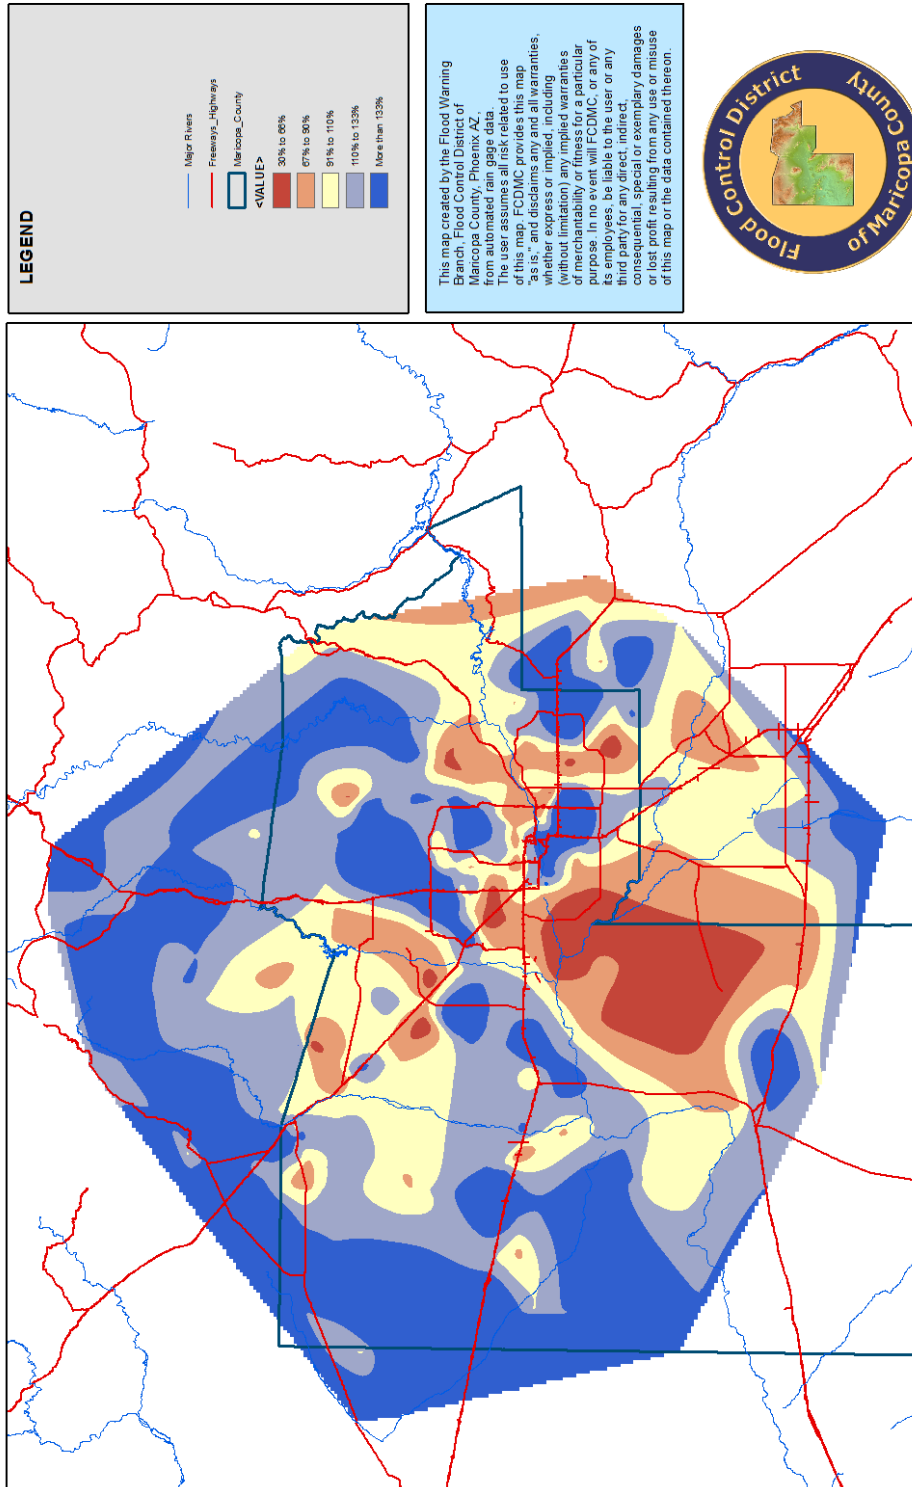 LEGEND
Major Rivers
Freeways_Highways
Maricopa_County
<VALUE>
30% to 66%
67% to 90%
91% to 110%
110% to 133%
More than 133%
This map created by the Flood Warning
Branch, Flood Control District of
Maricopa County, Phoenix AZ,
from automated rain gage data.
The user assumes all risk related to use
of this map. FCDMC provides this map
"as is," and disclaims any and all warranties,
whether express or implied, including
(without limitation) any implied warranties
of merchantability or fitness for a particular
purpose. In no event will FCDMC, or any of
its employees, be liable to the user or any
third party for any direct, indirect,
consequential, special or exemplary damages
or lost profit resulting from any use or misuse
of this map or the data contained thereon.
Flood Control District
of Maricopa County